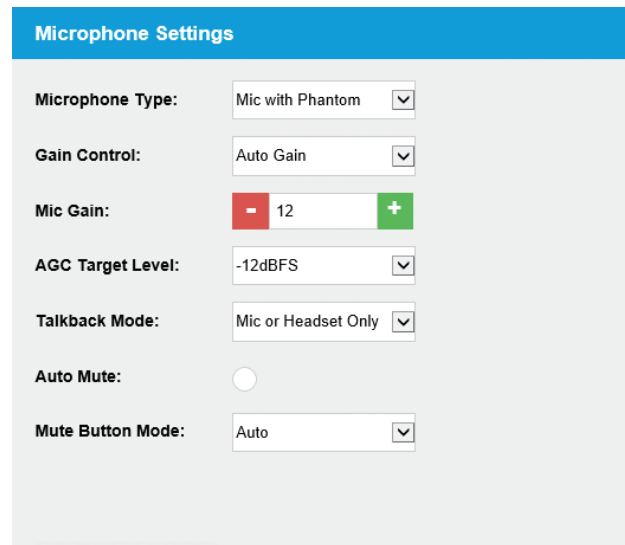 Microphone Settings
Microphone Type: Mic with Phantom
Gain Control: Auto Gain
Mic Gain: - 12 +
AGC Target Level: -12dBFS
Talkback Mode: Mic or Headset Only
Auto Mute:
Mute Button Mode: Auto